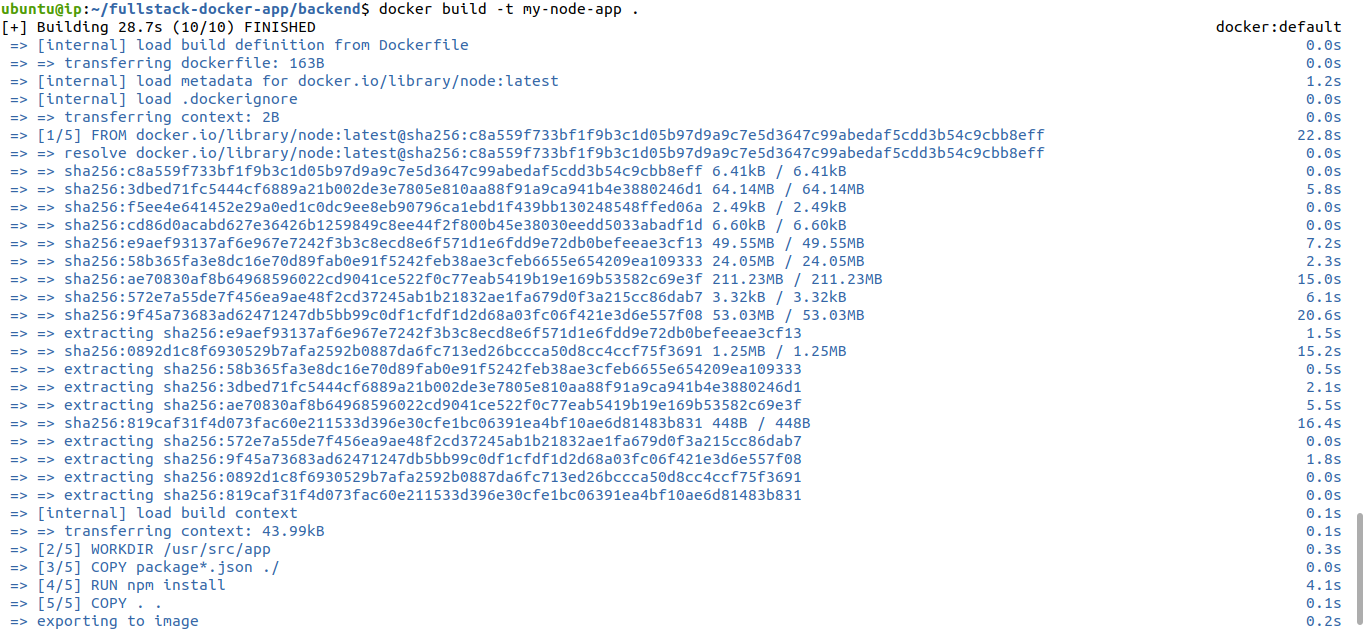 ubuntu@ip:~/fullstack-docker-app/backend$ docker build -t my-node-app .
[+] Building 28.7s (10/10) FINISHED docker:default
=> [internal] load build definition from Dockerfile 0.0s
=> => transferring dockerfile: 163B 0.0s
=> [internal] load metadata for docker.io/library/node:latest 1.2s
=> [internal] load .dockerignore 0.0s
=> => transferring context: 2B 0.0s
=> [1/5] FROM docker.io/library/node:latest@sha256:c8a559f733bf1f9b3c1d05b97d9a9c7e5d3647c99abedaf5cdd3b54c9cbb8eff 22.8s
=> => resolve docker.io/library/node:latest@sha256:c8a559f733bf1f9b3c1d05b97d9a9c7e5d3647c99abedaf5cdd3b54c9cbb8eff 0.0s
=> => sha256:c8a559f733bf1f9b3c1d05b97d9a9c7e5d3647c99abedaf5cdd3b54c9cbb8eff 6.41kB / 6.41kB 0.0s
=> => sha256:3dbed71fc5444cf6889a21b002de3e7805e810aa88f91a9ca941b4e3880246d1 64.14MB / 64.14MB 5.8s
=> => sha256:f5ee4e641452e29a0ed1c0dc9ee8eb90796ca1ebd1f439bb130248548ffed06a 2.49kB / 2.49kB 0.0s
=> => sha256:cd86d0acabd627e36426b1259849c8ee44f2f800b45e38030eedd5033abadf1d 6.60kB / 6.60kB 0.0s
=> => sha256:e9aef93137af6e967e7242f3b3c8ecd8e6f571d1e6fdd9e72db0befeeae3cf13 49.55MB / 49.55MB 7.2s
=> => sha256:58b365fa3e8dc16e70d89fab0e91f5242feb38ae3cfeb6655e654209ea109333 24.05MB / 24.05MB 2.3s
=> => sha256:ae70830af8b64968596022cd9041ce522f0c77eab5419b19e169b53582c69e3f 211.23MB / 211.23MB 15.0s
=> => sha256:572e7a55de7f456ea9ae48f2cd37245ab1b21832ae1fa679d0f3a215cc86dab7 3.32kB / 3.32kB 6.1s
=> => sha256:9f45a73683ad62471247db5bb99c0df1cfdf1d2d68a03fc06f421e3d6e557f08 53.03MB / 53.03MB 20.6s
=> => extracting sha256:e9aef93137af6e967e7242f3b3c8ecd8e6f571d1e6fdd9e72db0befeeae3cf13 1.5s
=> => sha256:0892d1c8f6930529b7afa2592b0887da6fc713ed26bccca50d8cc4ccf75f3691 1.25MB / 1.25MB 15.2s
=> => extracting sha256:58b365fa3e8dc16e70d89fab0e91f5242feb38ae3cfeb6655e654209ea109333 0.5s
=> => extracting sha256:3dbed71fc5444cf6889a21b002de3e7805e810aa88f91a9ca941b4e3880246d1 2.1s
=> => extracting sha256:ae70830af8b64968596022cd9041ce522f0c77eab5419b19e169b53582c69e3f 5.5s
=> => sha256:819caf31f4d073fac60e211533d396e30cfe1bc06391ea4bf10ae6d81483b831 448B / 448B 16.4s
=> => extracting sha256:572e7a55de7f456ea9ae48f2cd37245ab1b21832ae1fa679d0f3a215cc86dab7 0.0s
=> => extracting sha256:9f45a73683ad62471247db5bb99c0df1cfdf1d2d68a03fc06f421e3d6e557f08 1.8s
=> => extracting sha256:0892d1c8f6930529b7afa2592b0887da6fc713ed26bccca50d8cc4ccf75f3691 0.0s
=> => extracting sha256:819caf31f4d073fac60e211533d396e30cfe1bc06391ea4bf10ae6d81483b831 0.0s
=> [internal] load build context 0.1s
=> => transferring context: 43.99kB 0.1s
=> [2/5] WORKDIR /usr/src/app 0.3s
=> [3/5] COPY package*.json ./ 0.0s
=> [4/5] RUN npm install 4.1s
=> [5/5] COPY . . 0.1s
=> exporting to image 0.2s